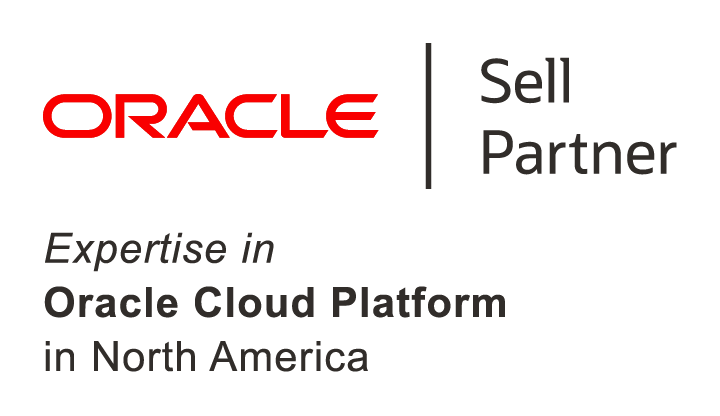 ORACLE
Sell
Partner
Expertise in
Oracle Cloud Platform
in North America